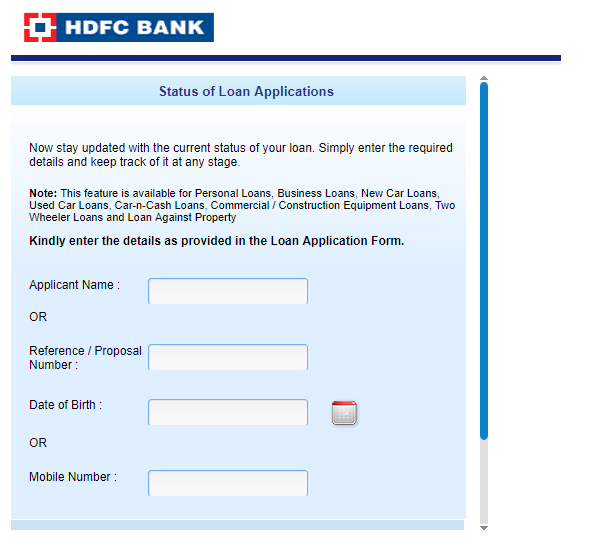 HDFC BANK
Status of Loan Applications
Now stay updated with the current status of your loan. Simply enter the required
details and keep track of it at any stage.
Note: This feature is available for Personal Loans, Business Loans, New Car Loans,
Used Car Loans, Car-n-Cash Loans, Commercial / Construction Equipment Loans, Two
Wheeler Loans and Loan Against Property
Kindly enter the details as provided in the Loan Application Form.
Applicant Name :
OR
Reference / Proposal
Number :
Date of Birth :
OR
Mobile Number :